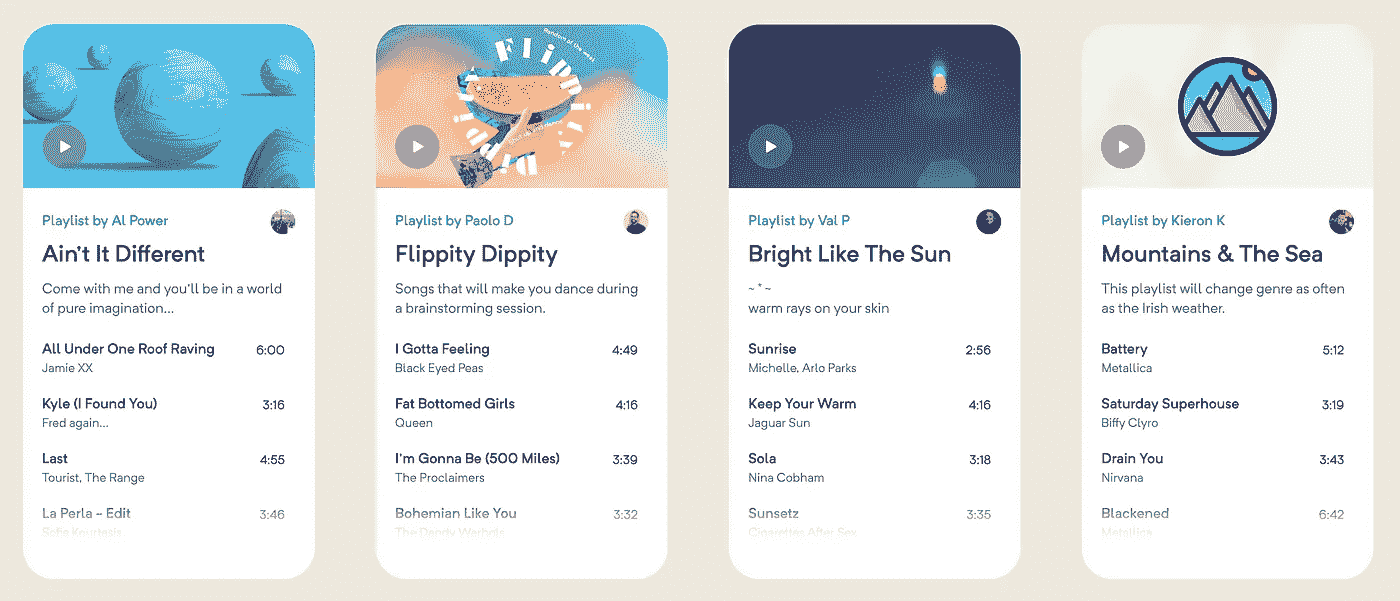 Playlist by Al Power
Ain't It Different
Come with me and you'll be in a world
of pure imagination...
All Under One Roof Raving 6:00
Jamie XX
Kyle (I Found You) 3:16
Fred again...
Last 4:55
Tourist, The Range
La Perla - Edit 3:46
Sofia Kourtesis
Flip
Playlist by Paolo D
Flippity Dippity
Songs that will make you dance during
a brainstorming session.
I Gotta Feeling 4:49
Black Eyed Peas
Fat Bottomed Girls 4:16
Queen
I'm Gonna Be (500 Miles) 3:39
The Proclaimers
Bohemian Like You 3:32
The Dandy Warhols
Playlist by Val P
Bright Like The Sun
~ * ~
warm rays on your skin
Sunrise 2:56
Michelle, Arlo Parks
Keep Your Warm 4:16
Jaguar Sun
Sola 3:18
Nina Cobham
Sunsetz 3:35
Cigarettes After Sex
Playlist by Kieron K
Mountains & The Sea
This playlist will change genre as often
as the Irish weather.
Battery 5:12
Metallica
Saturday Superhouse 3:19
Biffy Clyro
Drain You 3:43
Nirvana
Blackened 6:42
Metallica